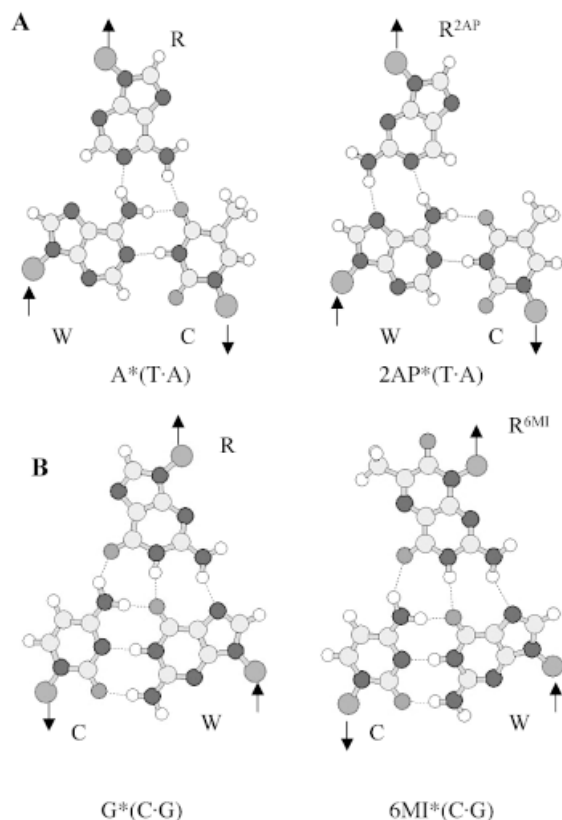 A
R
R2AP
W
C
W
C
A*(T·A)
2AP*(T·A)
B
R
R6MI
C
W
C
W
G*(C·G)
6MI*(C·G)